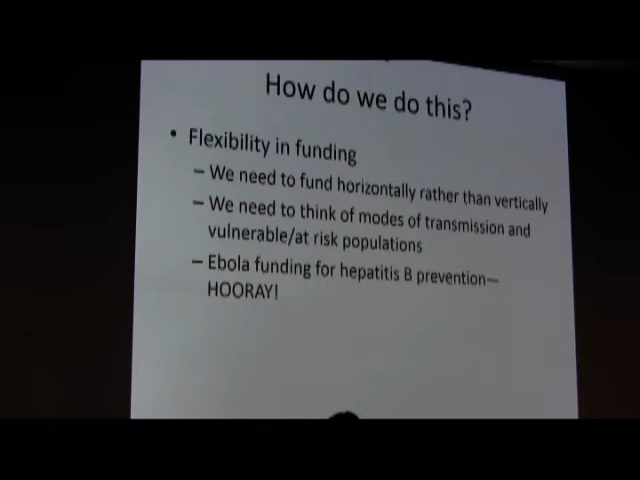 How do we do this?
• Flexibility in funding
– We need to fund horizontally rather than vertically
– We need to think of modes of transmission and
vulnerable/at risk populations
– Ebola funding for hepatitis B prevention—
HOORAY!